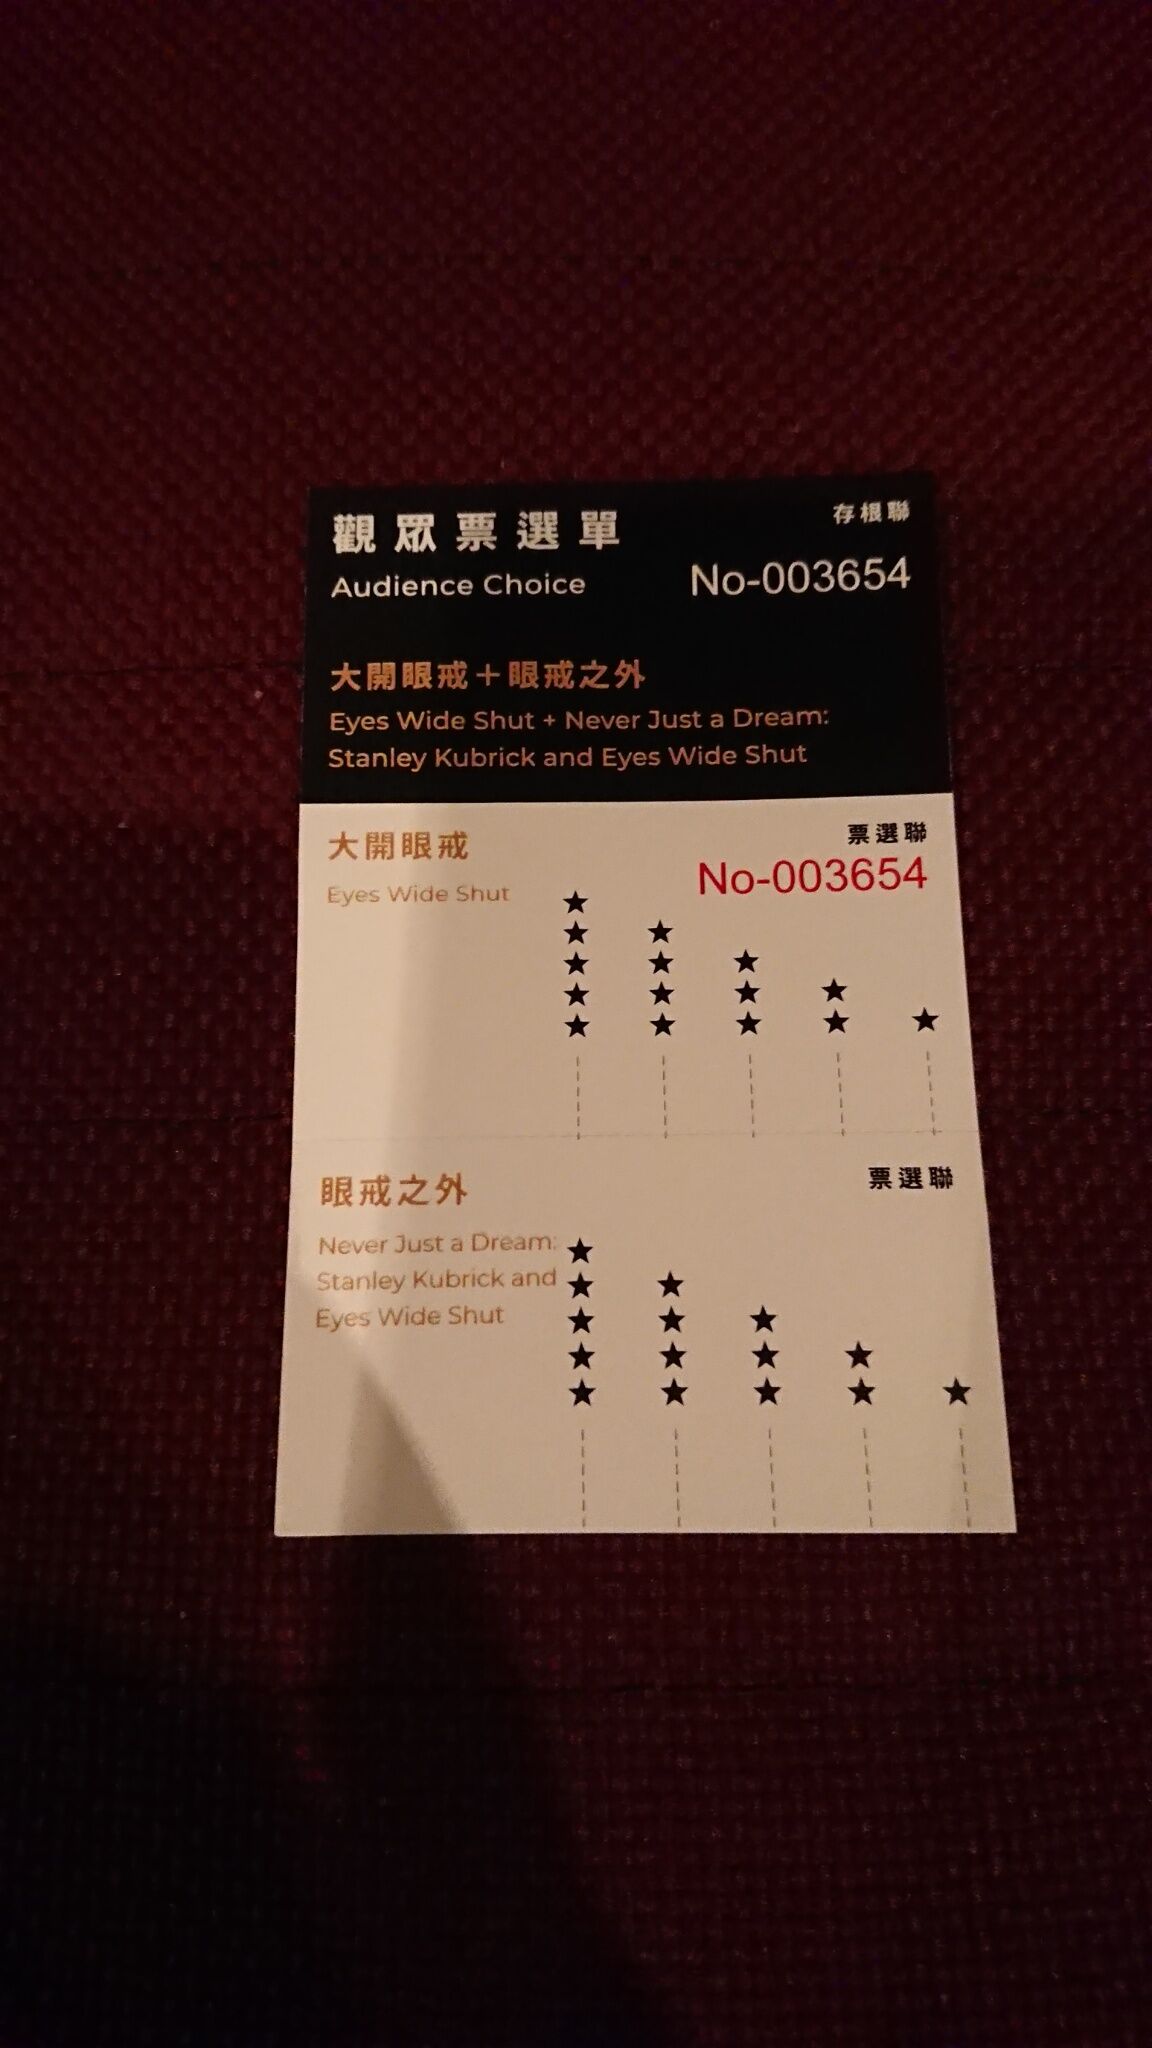 觀眾票選單
存根聯
Audience Choice
No-003654
大開眼戒＋眼戒之外
Eyes Wide Shut + Never Just a Dream:
Stanley Kubrick and Eyes Wide Shut
大開眼戒
票選聯
Eyes Wide Shut
No-003654
眼戒之外
票選聯
Never Just a Dream:
Stanley Kubrick and
Eyes Wide Shut